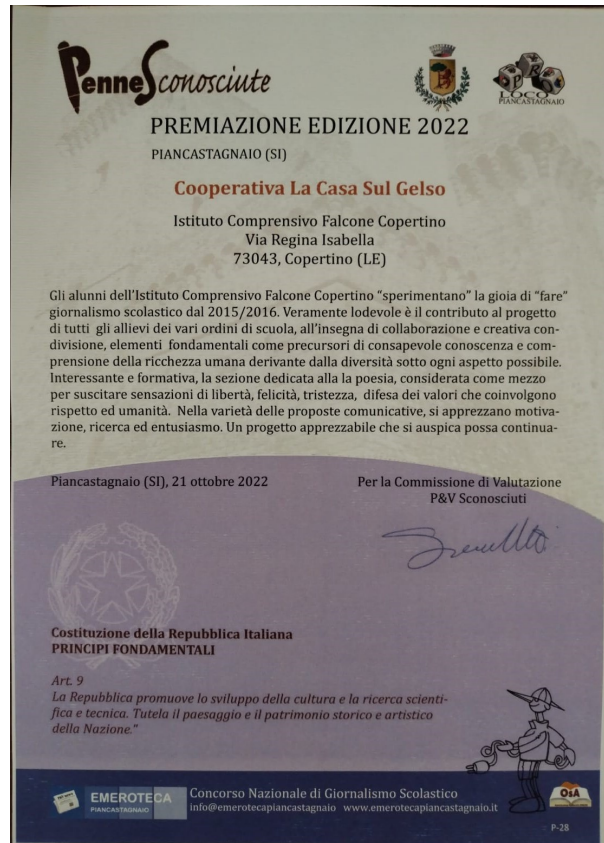 PenneSconosciute
PRO
LOCO
PIANCASTAGNAIO
PREMIAZIONE EDIZIONE 2022
PIANCASTAGNAIO (SI)
Cooperativa La Casa Sul Gelso
Istituto Comprensivo Falcone Copertino
Via Regina Isabella
73043, Copertino (LE)
Gli alunni dell'Istituto Comprensivo Falcone Copertino "sperimentano" la gioia di "fare"
giornalismo scolastico dal 2015/2016. Veramente lodevole è il contributo al progetto
di tutti gli allievi dei vari ordini di scuola, all'insegna di collaborazione e creativa con-
divisione, elementi fondamentali come precursori di consapevole conoscenza e com-
prensione della ricchezza umana derivante dalla diversità sotto ogni aspetto possibile.
Interessante e formativa, la sezione dedicata alla la poesia, considerata come mezzo
per suscitare sensazioni di libertà, felicità, tristezza, difesa dei valori che coinvolgono
rispetto ed umanità. Nella varietà delle proposte comunicative, si apprezzano motiva-
zione, ricerca ed entusiasmo. Un progetto apprezzabile che si auspica possa continua-
re.
Piancastagnaio (SI), 21 ottobre 2022
Per la Commissione di Valutazione
P&V Sconosciuti
Costituzione della Repubblica Italiana
PRINCIPI FONDAMENTALI
Art. 9
La Repubblica promuove lo sviluppo della cultura e la ricerca scienti-
fica e tecnica. Tutela il paesaggio e il patrimonio storico e artistico
della Nazione."
EMEROTECA
PIANCASTAGNAIO
Concorso Nazionale di Giornalismo Scolastico
info@emerotecapiancastagnaio www.emerotecapiancastagnaio.it
OSA
P-28